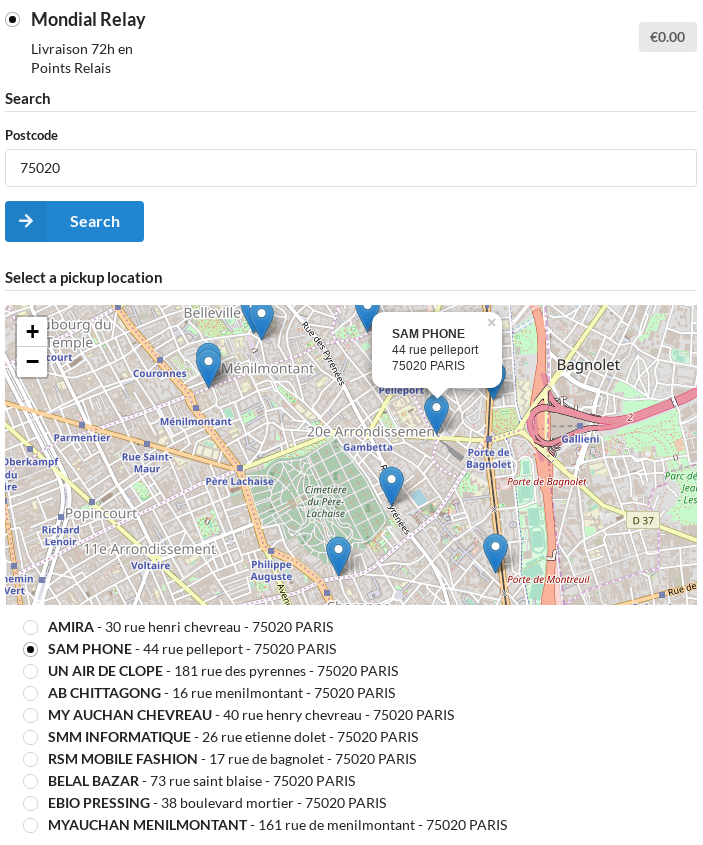 Mondial Relay
Livraison 72h en
Points Relais
€0.00
Search
Postcode
75020
Search
Select a pickup location
+
−
SAM PHONE
44 rue pelleport
75020 PARIS
×
Belleville
bourg du
Temple
court
Couronnes
Ménilmontant
Rue des Pyrénées
Pelleport
Bagnolet
Ménilmontant
Parmentier
20e Arrondissement
Gambetta
2
Gallieni
Oberkampf
du
ire
Rue Saint-
Maur
Père Lachaise
Porte de
Bagnolet
Porte de Bagnolet
Parc de
Jean
-Les
Cimetière
du Père-
Lachaise
Popincourt
Richard
Lenoir
11e Arrondissement
Voltaire
D 37
Philippe
Auguste
Porte de Montreuil
hemin
Vert
Rue de
AMIRA - 30 rue henri chevreau - 75020 PARIS
SAM PHONE - 44 rue pelleport - 75020 PARIS
UN AIR DE CLOPE - 181 rue des pyrennes - 75020 PARIS
AB CHITTAGONG - 16 rue menilmontant - 75020 PARIS
MY AUCHAN CHEVREAU - 40 rue henry chevreau - 75020 PARIS
SMM INFORMATIQUE - 26 rue etienne dolet - 75020 PARIS
RSM MOBILE FASHION - 17 rue de bagnolet - 75020 PARIS
BELAL BAZAR - 73 rue saint blaise - 75020 PARIS
EBIO PRESSING - 38 boulevard mortier - 75020 PARIS
MYAUCHAN MENILMONTANT - 161 rue de menilmontant - 75020 PARIS